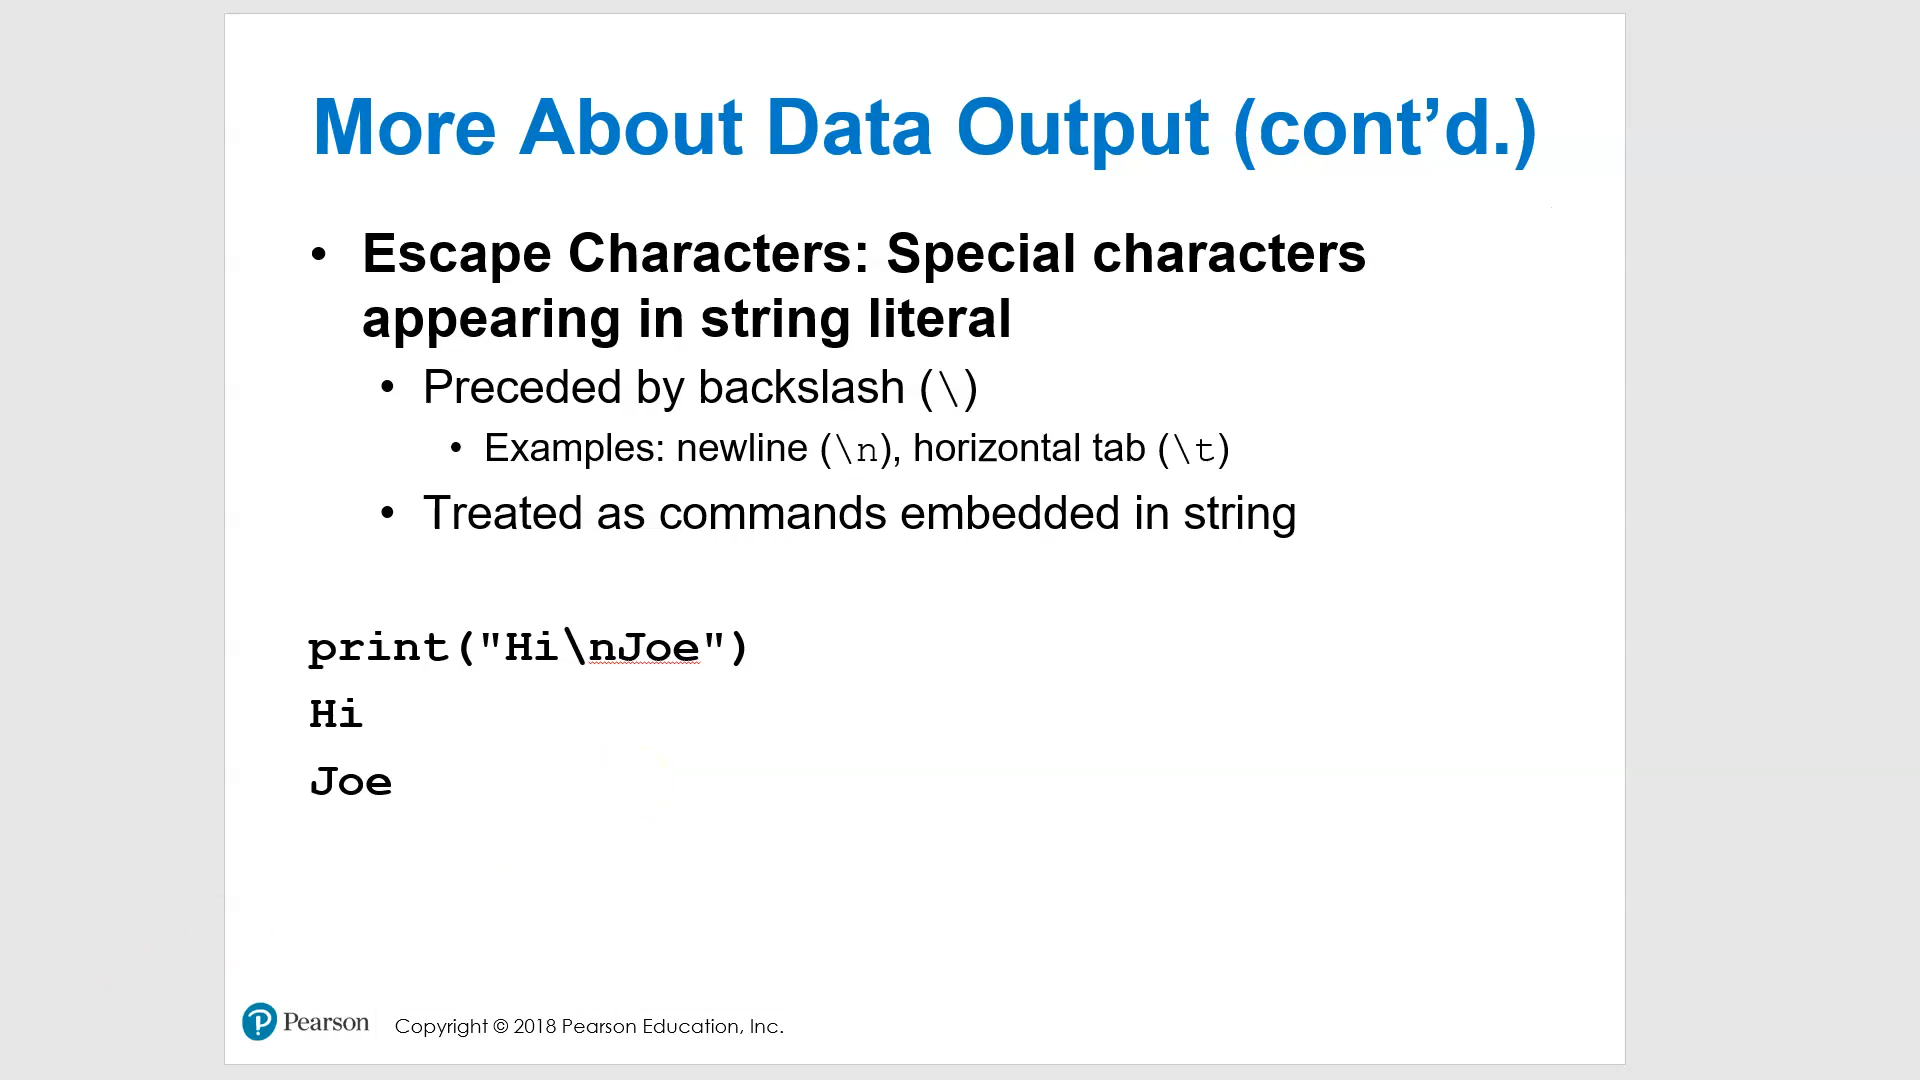 More About Data Output (cont’d.)
• Escape Characters: Special characters
appearing in string literal
• Preceded by backslash (\)
• Examples: newline (\n), horizontal tab (\t)
• Treated as commands embedded in string
print("Hi\nJoe")
Hi
Joe
Pearson Copyright © 2018 Pearson Education, Inc.